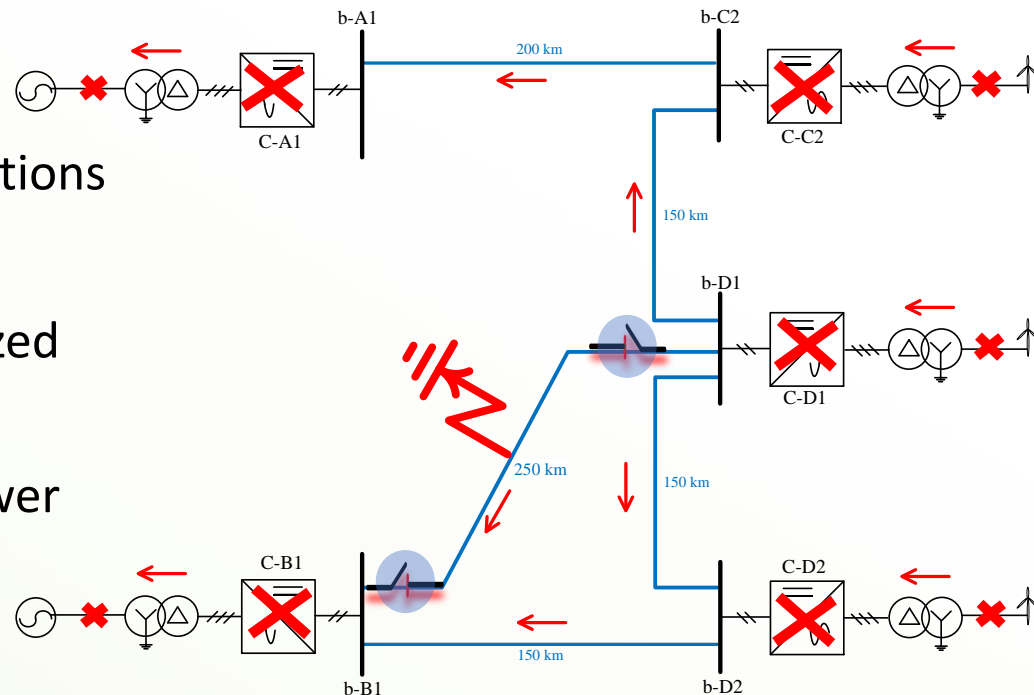 b-A1
b-C2
200 km
C-A1
C-C2
tions
150 km
b-D1
zed
C-D1
250 km
150 km
wer
C-B1
C-D2
150 km
b-B1
b-D2